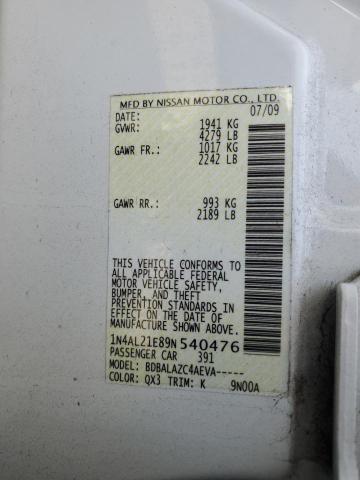 MFD BY NISSAN MOTOR CO., LTD.
DATE: 07/09
GVWR: 1941 KG
4279 LB
GAWR FR.: 1017 KG
2242 LB
GAWR RR.: 993 KG
2189 LB
THIS VEHICLE CONFORMS TO
ALL APPLICABLE FEDERAL
MOTOR VEHICLE SAFETY,
BUMPER, AND THEFT
PREVENTION STANDARDS IN
EFFECT ON THE DATE OF
MANUFACTURE SHOWN ABOVE.
1N4AL21E89N540476
PASSENGER CAR 391
MODEL: BDBALAZC4AEVA-----
COLOR: QX3 TRIM: K 9N00A